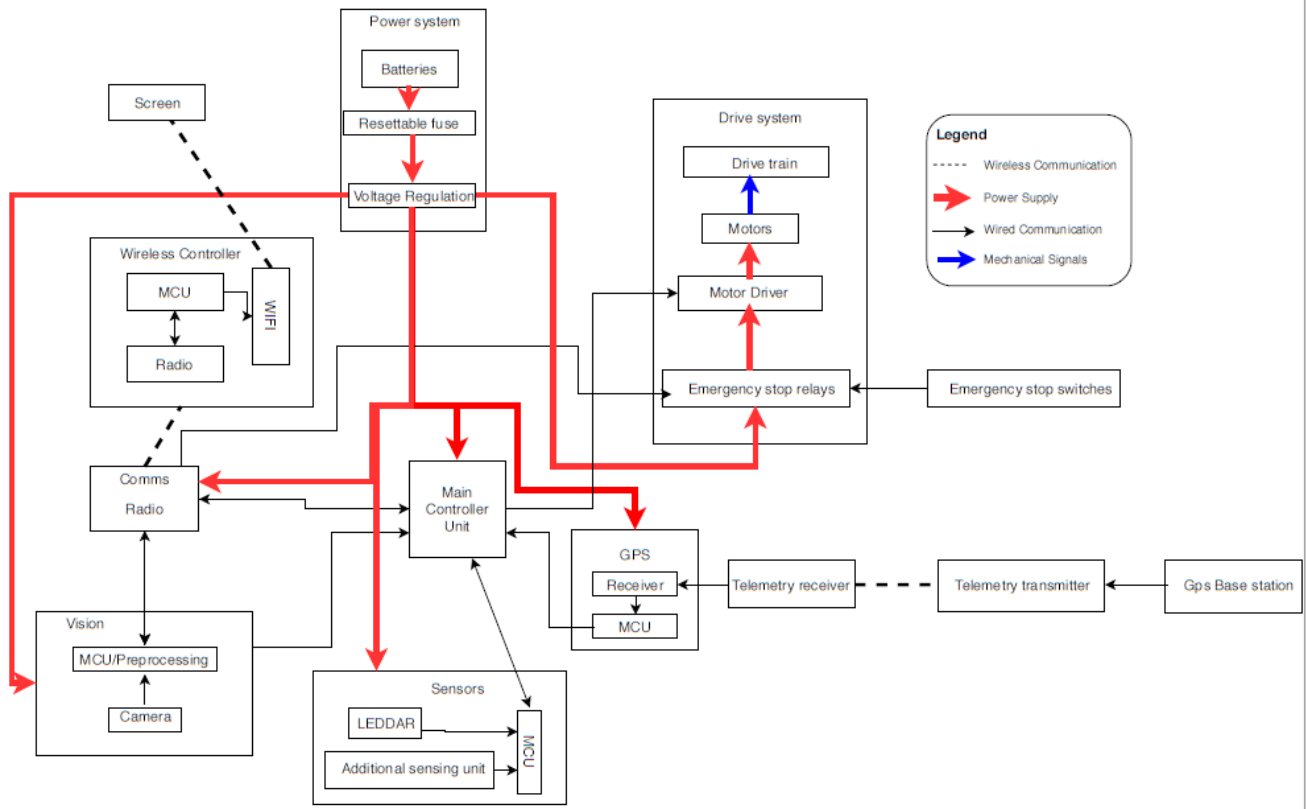 Power system
Batteries
Resettable fuse
Voltage Regulation
Screen
Wireless Controller
MCU
WIFI
Radio
Drive system
Drive train
Motors
Motor Driver
Emergency stop relays
Emergency stop switches
Legend
Wireless Communication
Power Supply
Wired Communication
Mechanical Signals
Comms
Radio
Main
Controller
Unit
GPS
Receiver
MCU
Telemetry receiver
Telemetry transmitter
Gps Base station
Vision
MCU/Preprocessing
Camera
Sensors
LEDDAR
MCU
Additional sensing unit